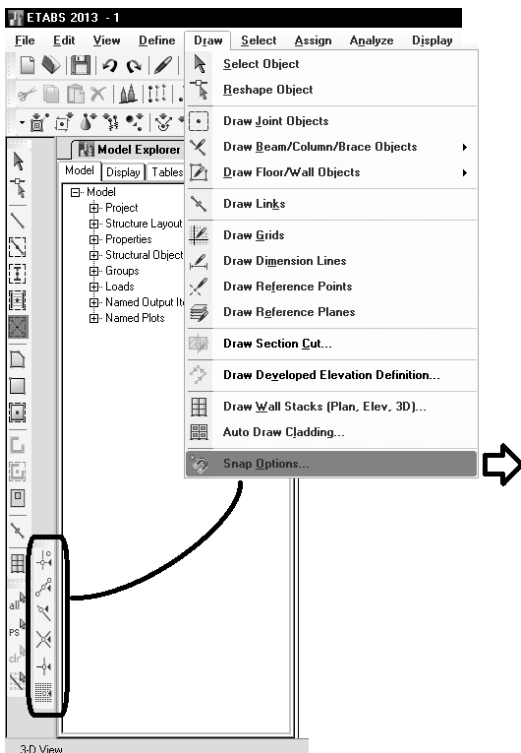 ETABS 2013 - 1
File Edit View Define Draw Select Assign Analyze Display
Select Object
Reshape Object
Draw Joint Objects
Draw Beam/Column/Brace Objects
Draw Floor/Wall Objects
Draw Links
Draw Grids
Draw Dimension Lines
Draw Reference Points
Draw Reference Planes
Draw Section Cut...
Draw Developed Elevation Definition...
Draw Wall Stacks (Plan, Elev, 3D)...
Auto Draw Cladding...
Snap Options...
Model Explorer
Model Display Tables
Model
Project
Structure Layout
Properties
Structural Object
Groups
Loads
Named Output Ite
Named Plots
all
PS
clr
3-D View